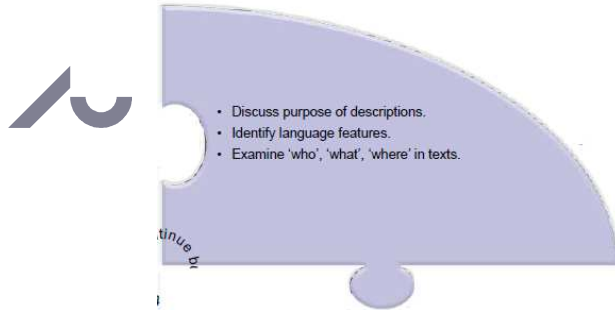 • Discuss purpose of descriptions.
• Identify language features.
• Examine ‘who’, ‘what’, ‘where’ in texts.